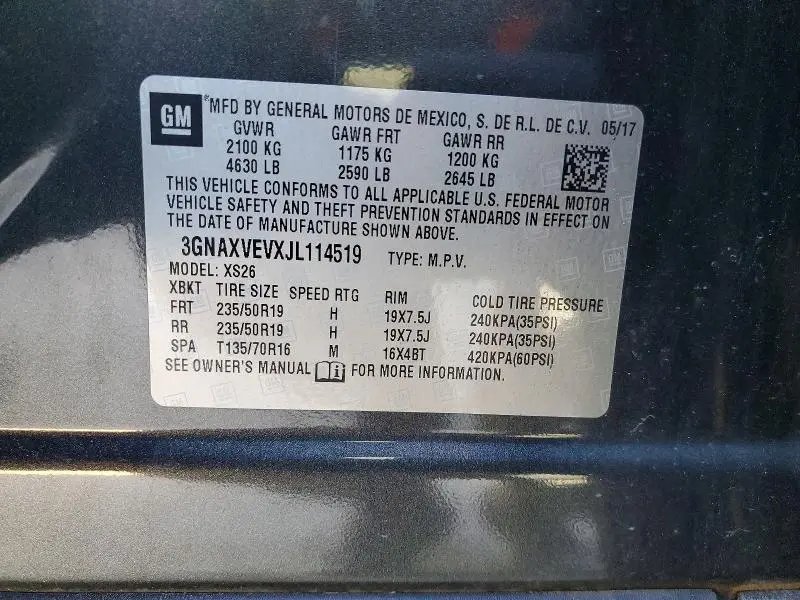 GM ®MFD BY GENERAL MOTORS DE MEXICO, S. DE R.L. DE C.V. 05/17
GVWR GAWR FRT GAWR RR
2100 KG 1175 KG 1200 KG
4630 LB 2590 LB 2645 LB
THIS VEHICLE CONFORMS TO ALL APPLICABLE U.S. FEDERAL MOTOR
VEHICLE SAFETY AND THEFT PREVENTION STANDARDS IN EFFECT ON
THE DATE OF MANUFACTURE SHOWN ABOVE.
3GNAXVEVXJL114519 TYPE: M.P.V.
MODEL: XS26
XBKT TIRE SIZE SPEED RTG RIM COLD TIRE PRESSURE
FRT 235/50R19 H 19X7.5J 240KPA(35PSI)
RR 235/50R19 H 19X7.5J 240KPA(35PSI)
SPA T135/70R16 M 16X4BT 420KPA(60PSI)
SEE OWNER'S MANUAL FOR MORE INFORMATION.